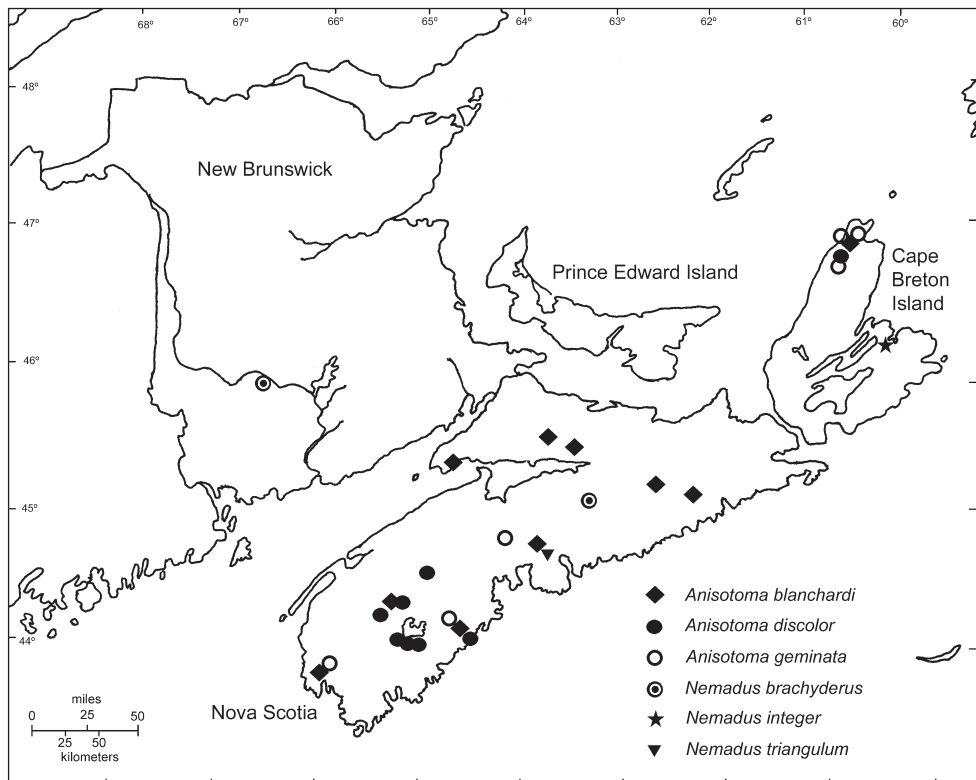 68° 67° 66° 65° 64° 63° 62° 61° 60°
48°
New Brunswick
47°
Cape
Breton
Island
Prince Edward Island
46°
45°
Anisotoma blanchardi
Anisotoma discolor
44°
Anisotoma geminata
Nemadus brachyderus
miles
Nova Scotia
0 25 50
Nemadus integer
25 50
kilometers
Nemadus triangulum